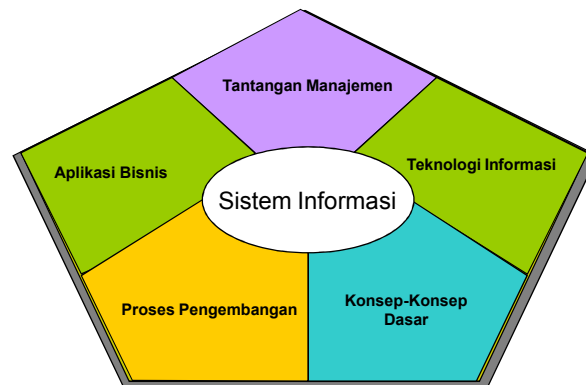 Tantangan Manajemen
Aplikasi Bisnis
Teknologi Informasi
Sistem Informasi
Proses Pengembangan
Konsep-Konsep
Dasar